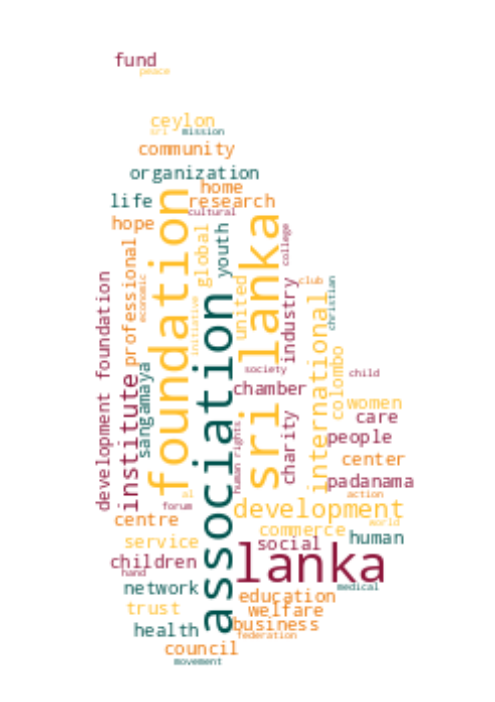 fund
peace
ceylon
sri
mission
community
organization
home
life
research
cultural
hope
foundation
sri lanka
global
youth
college
professional
economic
development foundation
club
christian
united
industry
international
initiative
association
colombo
sangamaya
society
child
institute
chamber
women
care
charity
human rights
people
center
padanama
al
action
forum
development
centre
world
commerce
service
social
human
lanka
children
hand
network
medical
education
trust
welfare
business
health
federation
council
movement